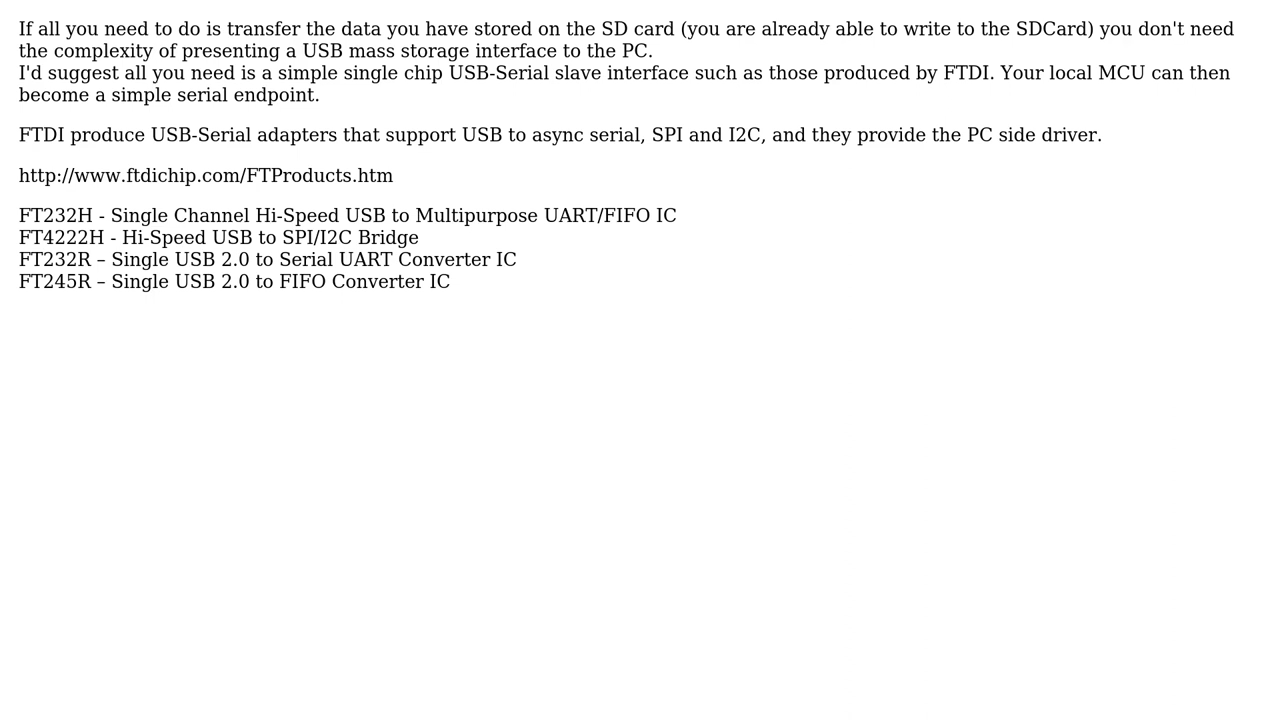 If all you need to do is transfer the data you have stored on the SD card (you are already able to write to the SDCard) you don't need
the complexity of presenting a USB mass storage interface to the PC.
I'd suggest all you need is a simple single chip USB-Serial slave interface such as those produced by FTDI. Your local MCU can then
become a simple serial endpoint.
FTDI produce USB-Serial adapters that support USB to async serial, SPI and I2C, and they provide the PC side driver.
http://www.ftdichip.com/FTProducts.htm
FT232H - Single Channel Hi-Speed USB to Multipurpose UART/FIFO IC
FT4222H - Hi-Speed USB to SPI/I2C Bridge
FT232R – Single USB 2.0 to Serial UART Converter IC
FT245R – Single USB 2.0 to FIFO Converter IC